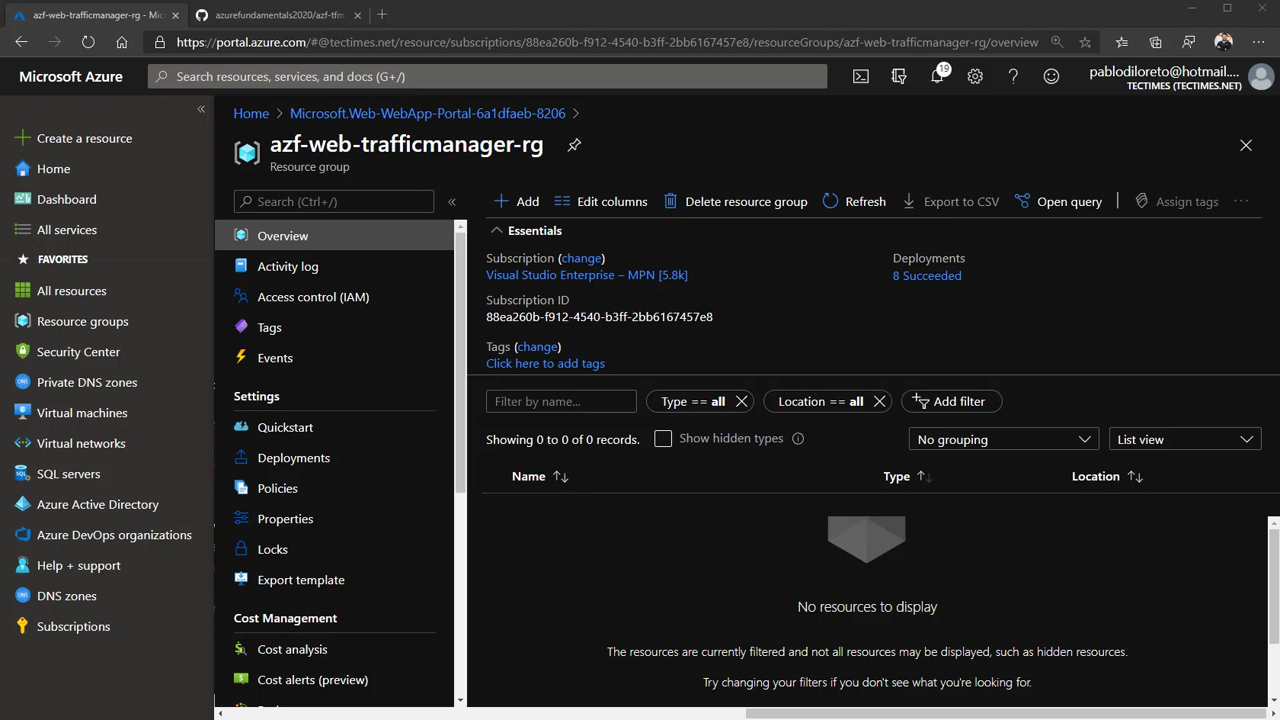 azf-web-trafficmanager-rg - Mic
azurefundamentals2020/azf-tfm
https://portal.azure.com/#@tectimes.net/resource/subscriptions/88ea260b-f912-4540-b3ff-2bb6167457e8/resourceGroups/azf-web-trafficmanager-rg/overview
Microsoft Azure
Search resources, services, and docs (G+/)
19
pablodiloreto@hotmail....
TECTIMES (TECTIMES.NET)
Create a resource
Home
Dashboard
All services
FAVORITES
All resources
Resource groups
Security Center
Private DNS zones
Virtual machines
Virtual networks
SQL servers
Azure Active Directory
Azure DevOps organizations
Help + support
DNS zones
Subscriptions
Home > Microsoft.Web-WebApp-Portal-6a1dfaeb-8206 >
azf-web-trafficmanager-rg
Resource group
Search (Ctrl+/)
Overview
Activity log
Access control (IAM)
Tags
Events
Settings
Quickstart
Deployments
Policies
Properties
Locks
Export template
Cost Management
Cost analysis
Cost alerts (preview)
Add
Edit columns
Delete resource group
Refresh
Export to CSV
Open query
Assign tags
...
Essentials
Subscription (change)
Visual Studio Enterprise – MPN [5.8k]
Subscription ID
88ea260b-f912-4540-b3ff-2bb6167457e8
Tags (change)
Click here to add tags
Deployments
8 Succeeded
Filter by name...
Type == all
Location == all
Add filter
Showing 0 to 0 of 0 records.
Show hidden types
No grouping
List view
Name
Type
Location
No resources to display
The resources are currently filtered and not all resources may be displayed, such as hidden resources.
Try changing your filters if you don't see what you're looking for.